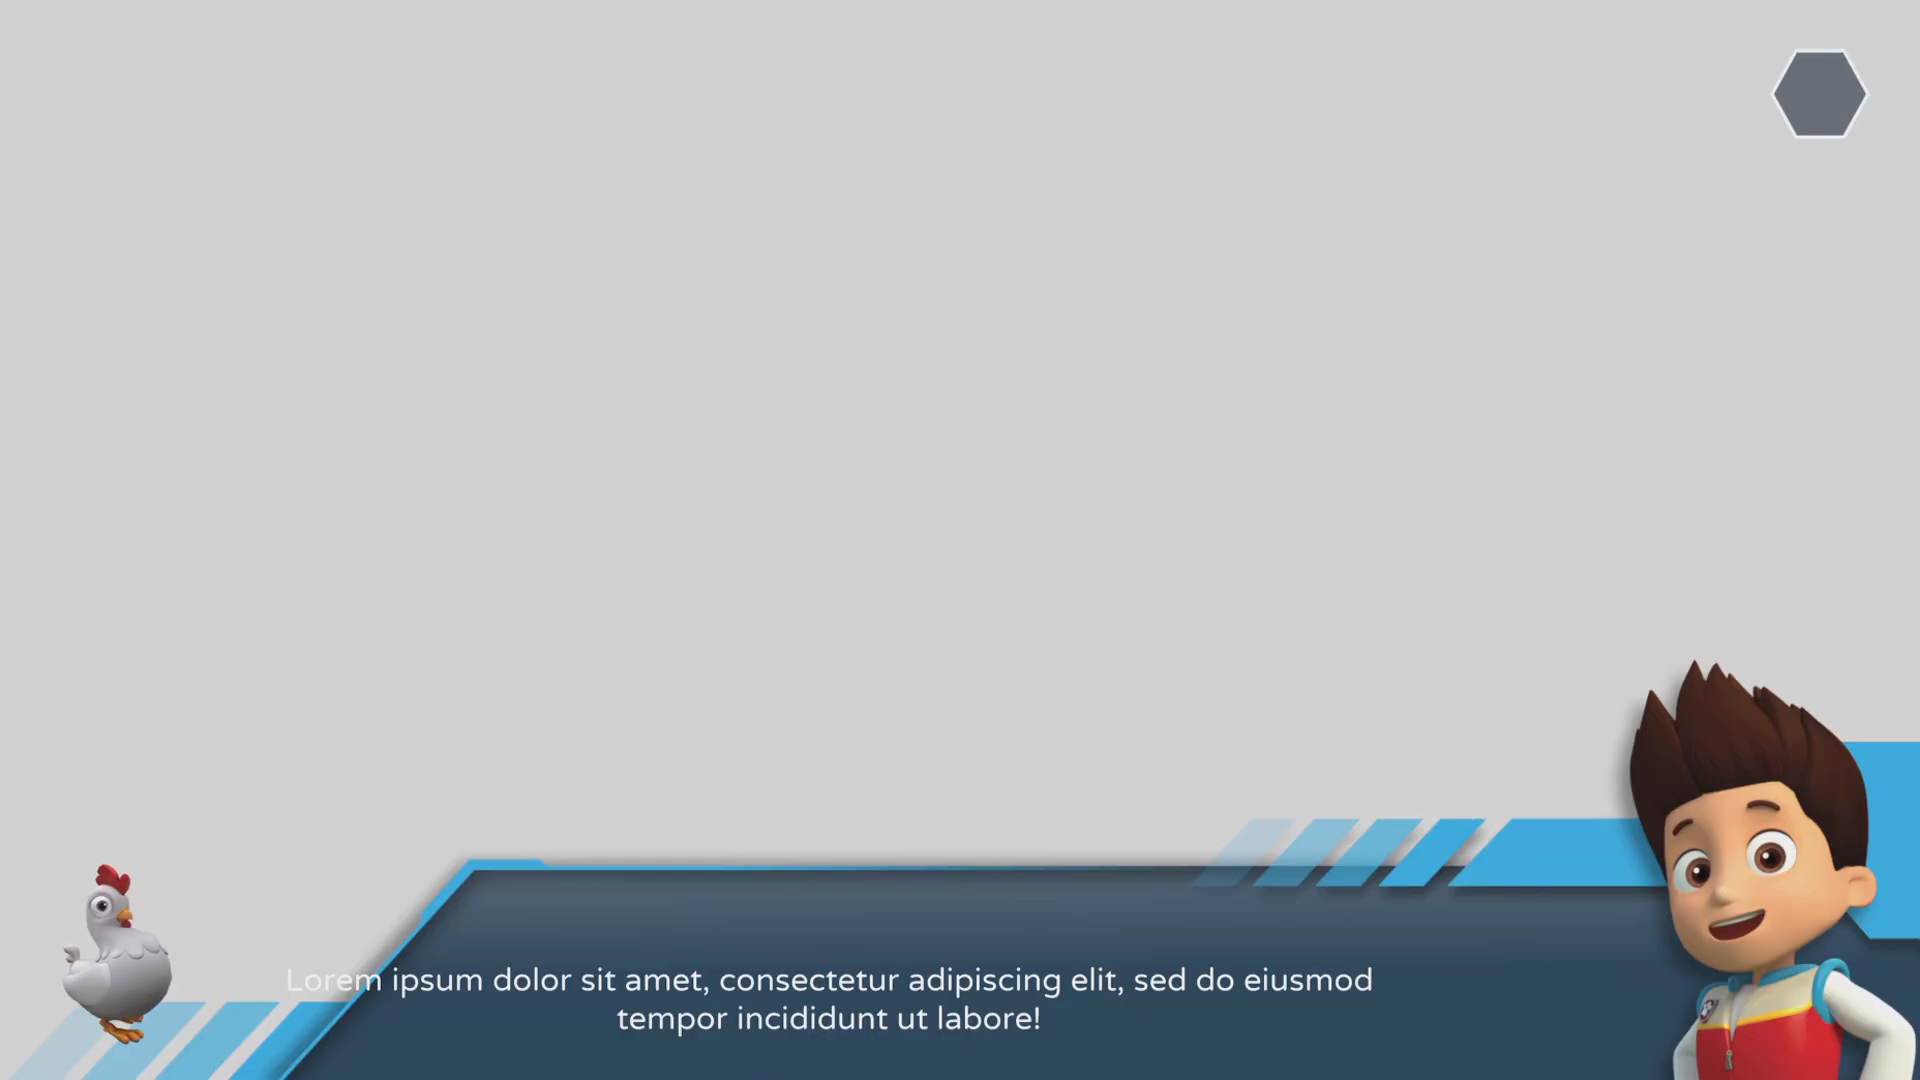 Lorem ipsum dolor sit amet, consectetur adipiscing elit, sed do eiusmod
tempor incididunt ut labore!